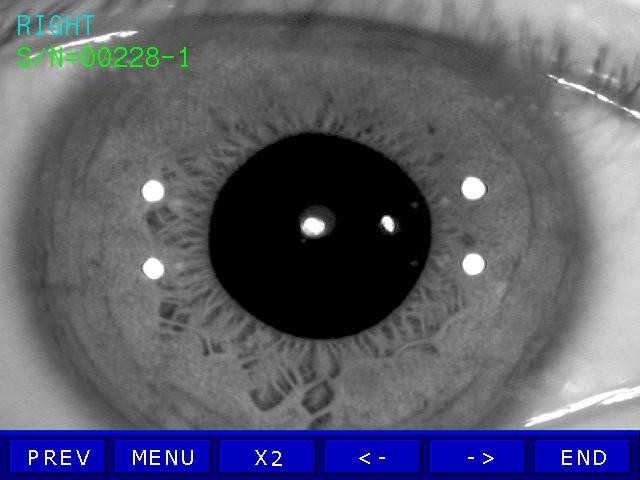 RIGHT
S/N=00228-1
PREV MENU X2 <- -> END